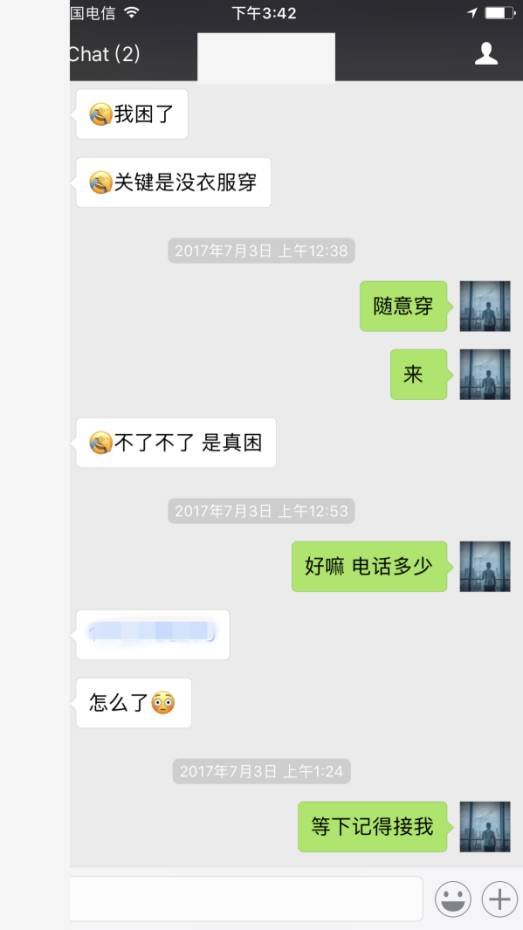 国电信 下午3:42
Chat (2)
我困了
关键是没衣服穿
2017年7月3日 上午12:38
随意穿
来
不了不了 是真困
2017年7月3日 上午12:53
好嘛 电话多少
怎么了
2017年7月3日 上午1:24
等下记得接我